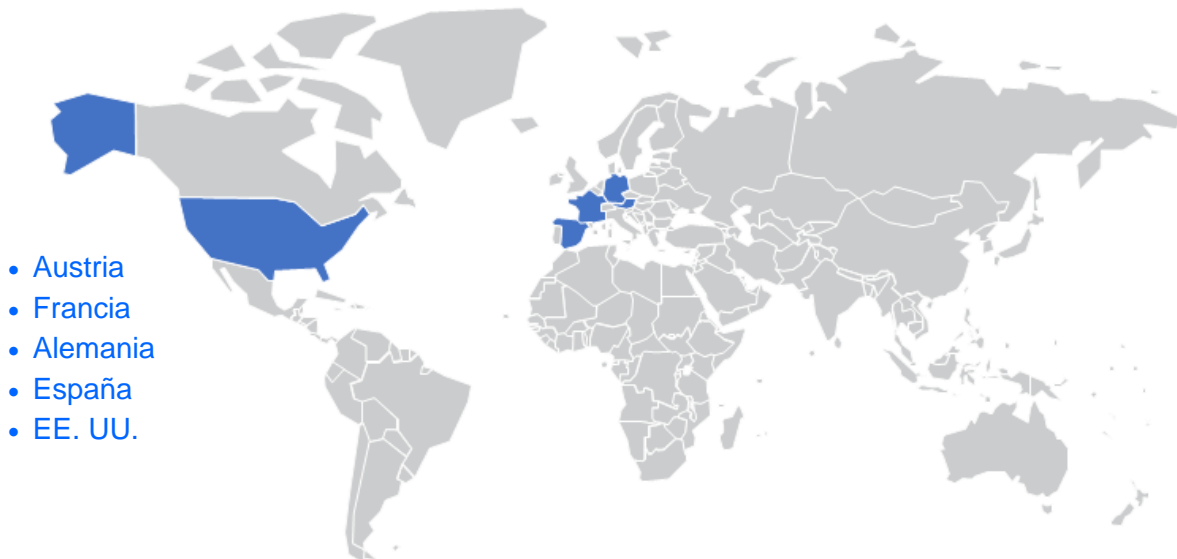 • Austria
• Francia
• Alemania
• España
• EE. UU.